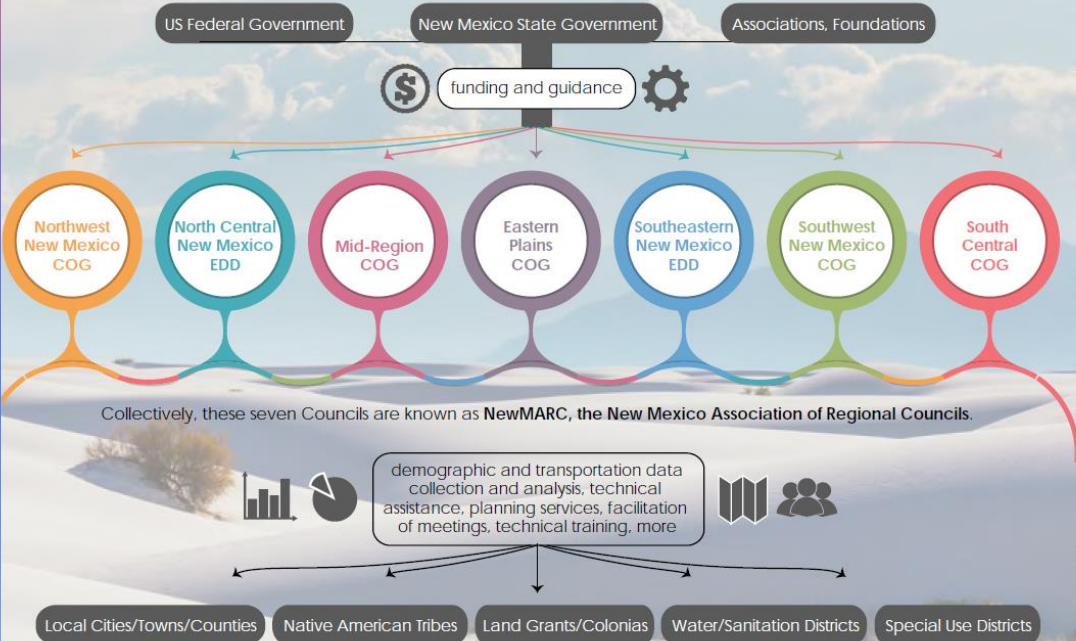 US Federal Government
New Mexico State Government
Associations, Foundations
$
funding and guidance
Northwest
New Mexico
COG
North Central
New Mexico
EDD
Mid-Region
COG
Eastern
Plains
COG
Southeastern
New Mexico
EDD
Southwest
New Mexico
COG
South
Central
COG
Collectively, these seven Councils are known as NewMARC, the New Mexico Association of Regional Councils.
demographic and transportation data
collection and analysis, technical
assistance, planning services, facilitation
of meetings, technical training, more
Local Cities/Towns/Counties
Native American Tribes
Land Grants/Colonias
Water/Sanitation Districts
Special Use Districts